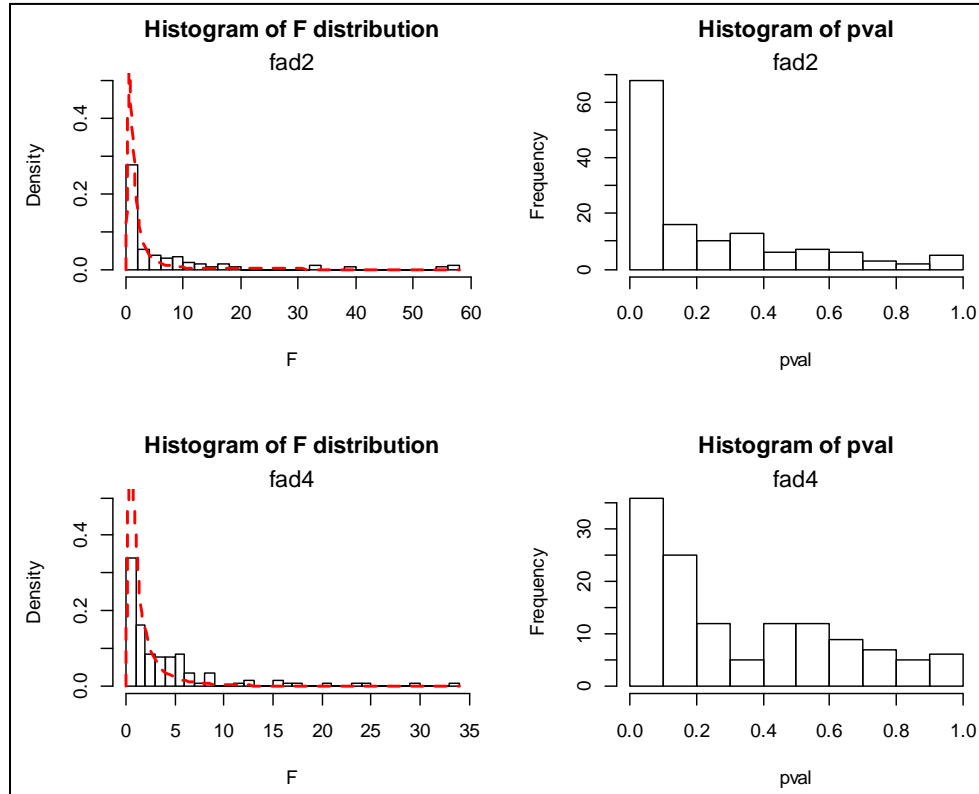 Histogram of F distribution
fad2
Density
0.0 0.2 0.4
0 10 20 30 40 50 60
F
Histogram of pval
fad2
Frequency
0 20 40 60
0.0 0.2 0.4 0.6 0.8 1.0
pval
Histogram of F distribution
fad4
Density
0.0 0.2 0.4
0 5 10 15 20 25 30 35
F
Histogram of pval
fad4
Frequency
0 10 20 30
0.0 0.2 0.4 0.6 0.8 1.0
pval